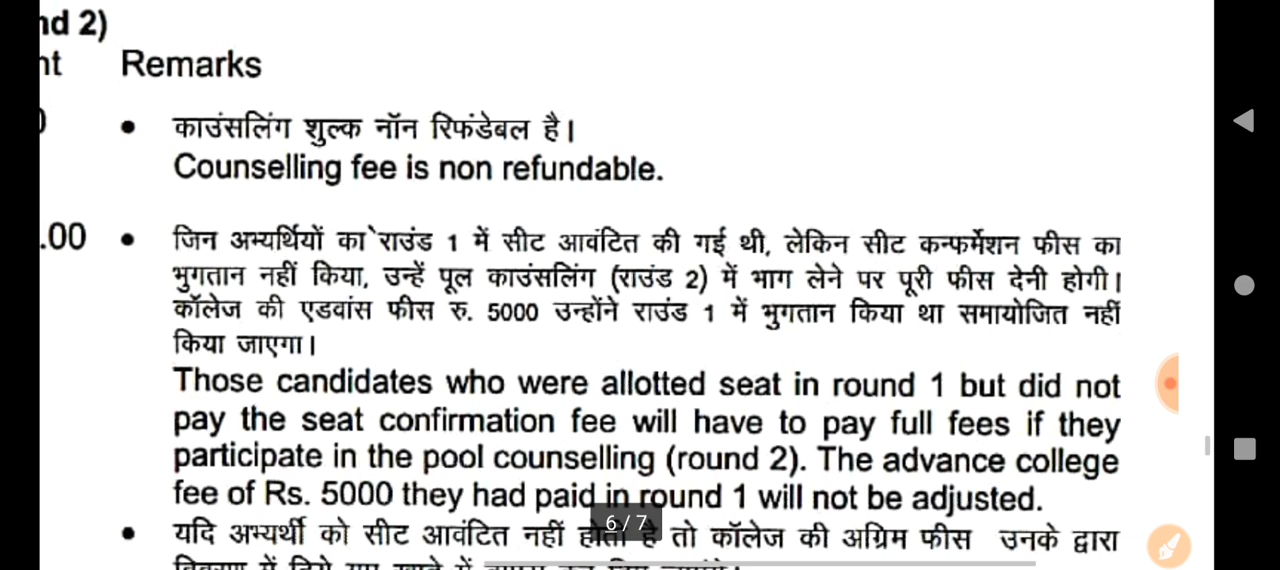 nd 2)
nt Remarks
0 • काउंसलिंग शुल्क नॉन रिफंडेबल है।
Counselling fee is non refundable.
.00 • जिन अभ्यर्थियों का राउंड 1 में सीट आवंटित की गई थी, लेकिन सीट कन्फर्मेशन फीस का
भुगतान नहीं किया, उन्हें पूल काउंसलिंग (राउंड 2) में भाग लेने पर पूरी फीस देनी होगी।
कॉलेज की एडवांस फीस रु. 5000 उन्होंने राउंड 1 में भुगतान किया था समायोजित नहीं
किया जाएगा।
Those candidates who were allotted seat in round 1 but did not
pay the seat confirmation fee will have to pay full fees if they
participate in the pool counselling (round 2). The advance college
fee of Rs. 5000 they had paid in round 1 will not be adjusted.
6 / 7
• यदि अभ्यर्थी को सीट आवंटित नहीं होती है तो कॉलेज की अग्रिम फीस उनके द्वारा